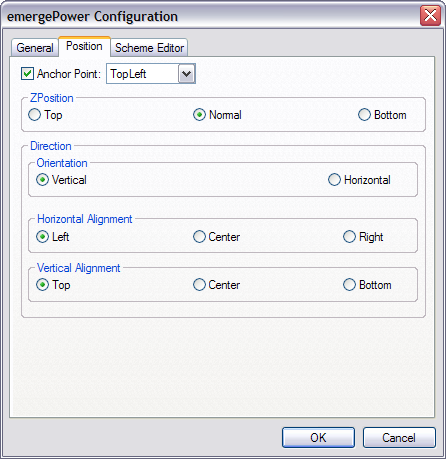 emergePower Configuration
General Position Scheme Editor
Anchor Point: TopLeft
ZPosition
Top Normal Bottom
Direction
Orientation
Vertical Horizontal
Horizontal Alignment
Left Center Right
Vertical Alignment
Top Center Bottom
OK Cancel